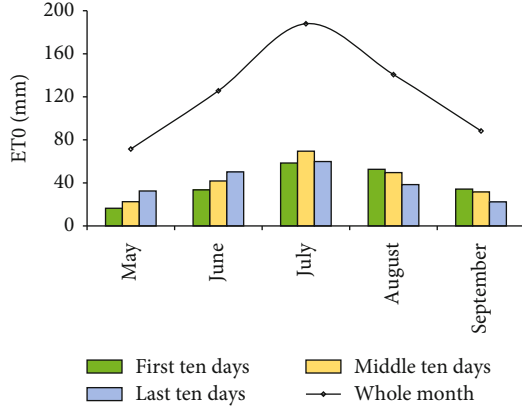 200
160
120
80
40
0
ET0 (mm)
May
June
July
August
September
First ten days
Middle ten days
Last ten days
Whole month